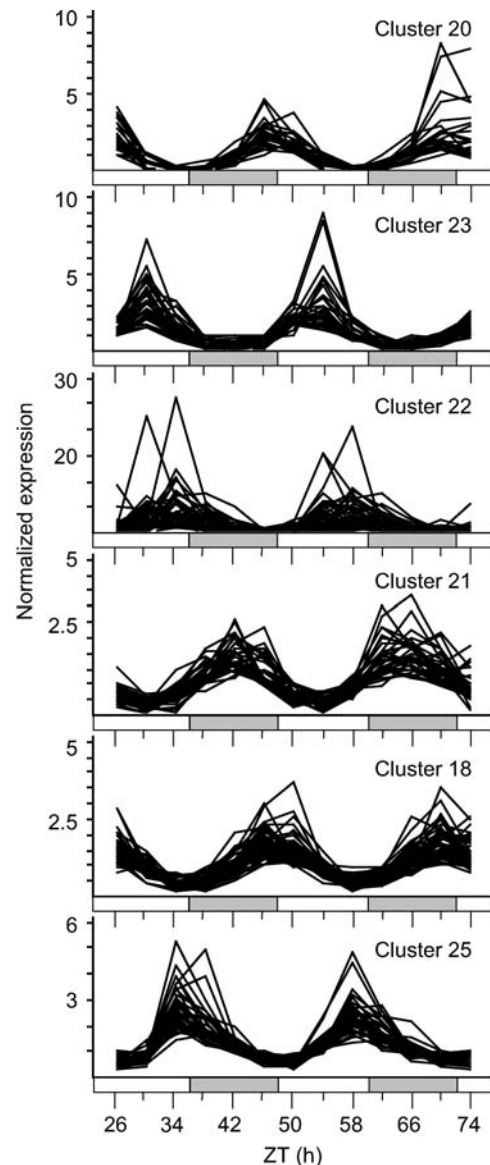 Normalized expression
10
5
Cluster 20
10
5
Cluster 23
30
20
Cluster 22
5
2.5
Cluster 21
5
2.5
Cluster 18
6
3
Cluster 25
26 34 42 50 58 66 74
ZT (h)